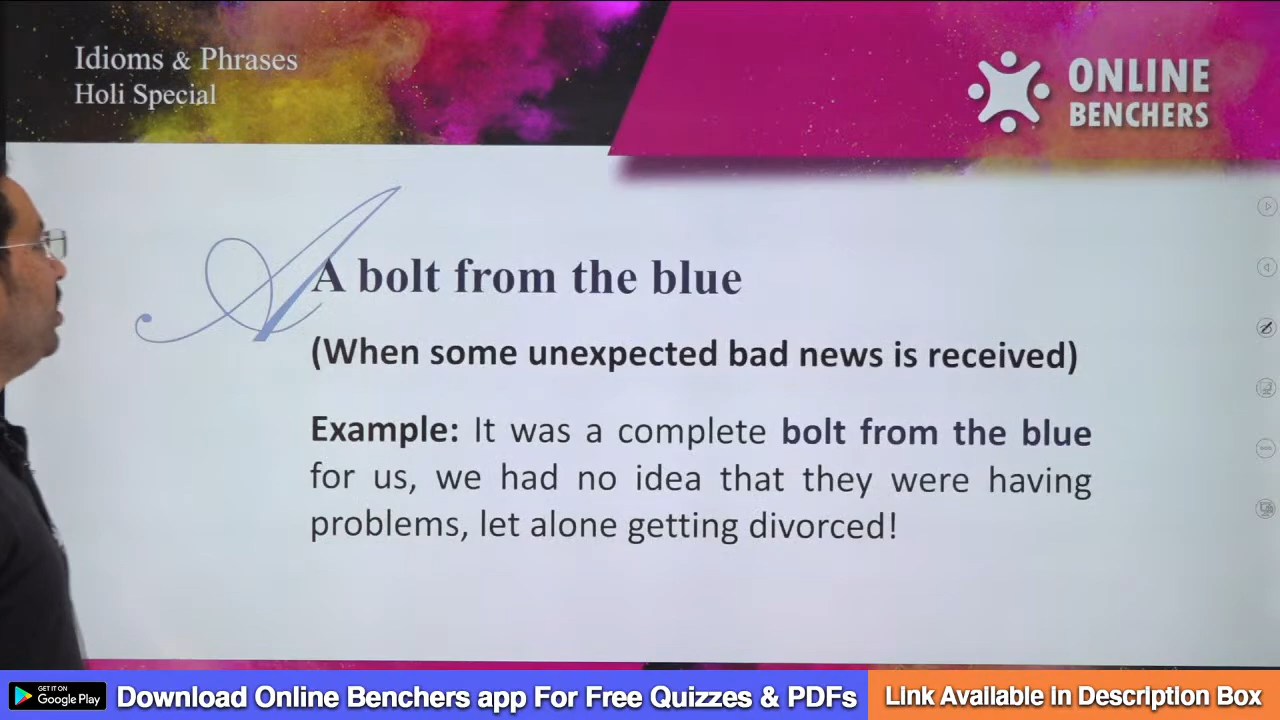 Idioms & Phrases
Holi Special
ONLINE
BENCHERS
A
A bolt from the blue
(When some unexpected bad news is received)
Example: It was a complete bolt from the blue
for us, we had no idea that they were having
problems, let alone getting divorced!
GET IT ON
Google Play
Download Online Benchers app For Free Quizzes & PDFs
Link Available In Description Box